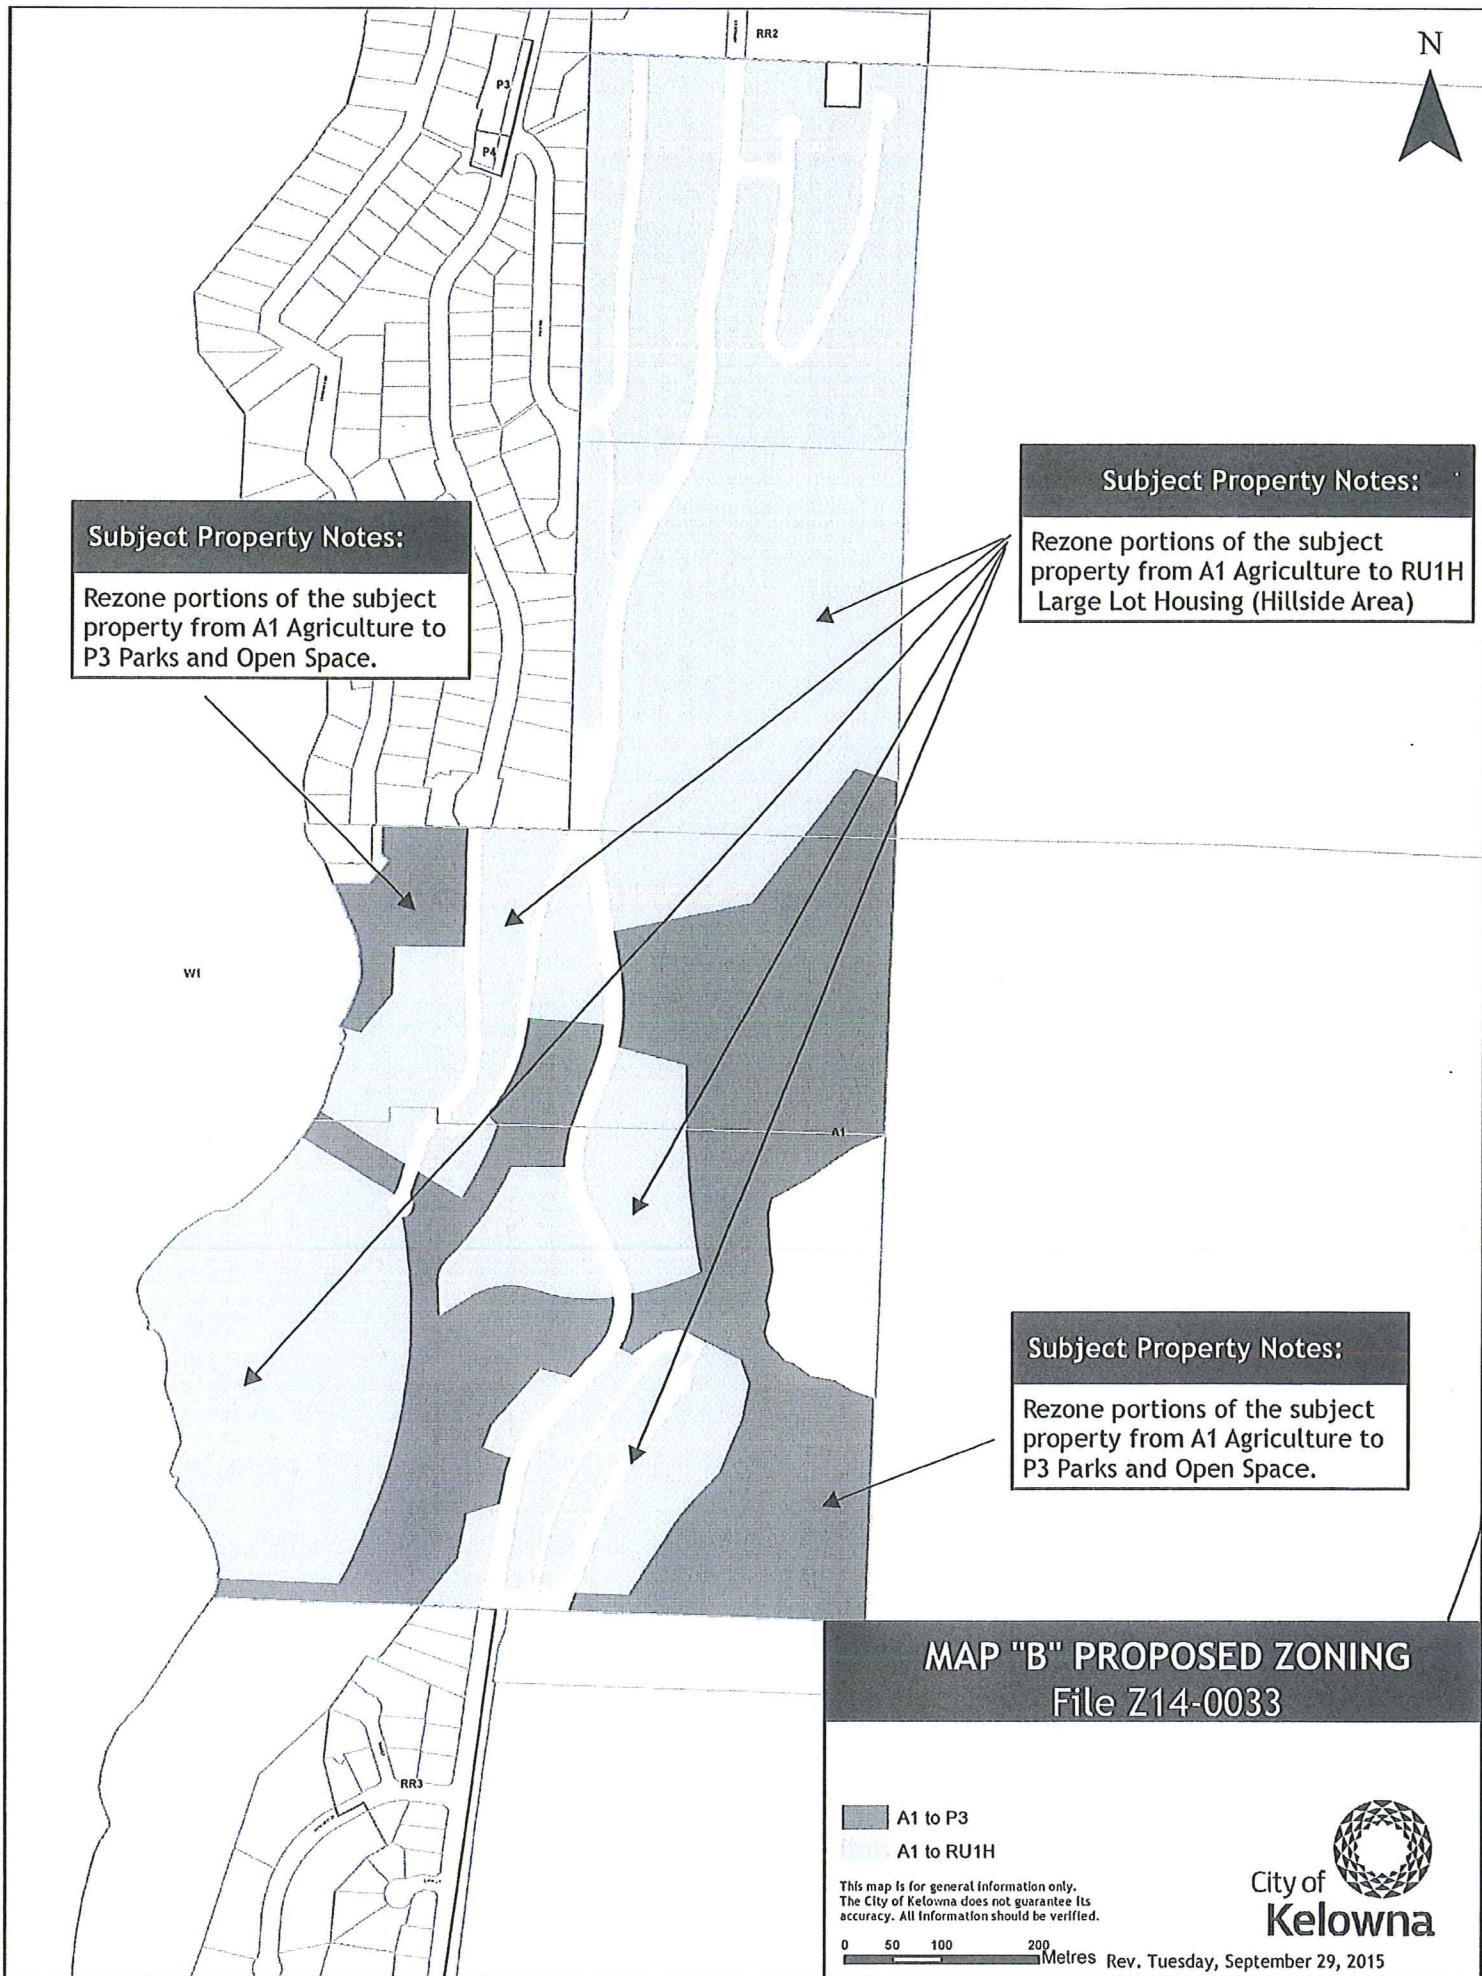 RR2
N
P3
P4
Subject Property Notes:
Rezone portions of the subject
property from A1 Agriculture to
RU1H
Large Lot Housing (Hillside Area)
Subject Property Notes:
Rezone portions of the subject
property from A1 Agriculture to
P3 Parks and Open Space.
W1
A1
Subject Property Notes:
Rezone portions of the subject
property from A1 Agriculture to
P3 Parks and Open Space.
MAP "B" PROPOSED ZONING
File Z14-0033
RR3
A1 to P3
A1 to RU1H
This map is for general information only.
The City of Kelowna does not guarantee its
accuracy. All information should be verified.
City of
Kelowna
0 50 100 200 Metres
Rev. Tuesday, September 29, 2015